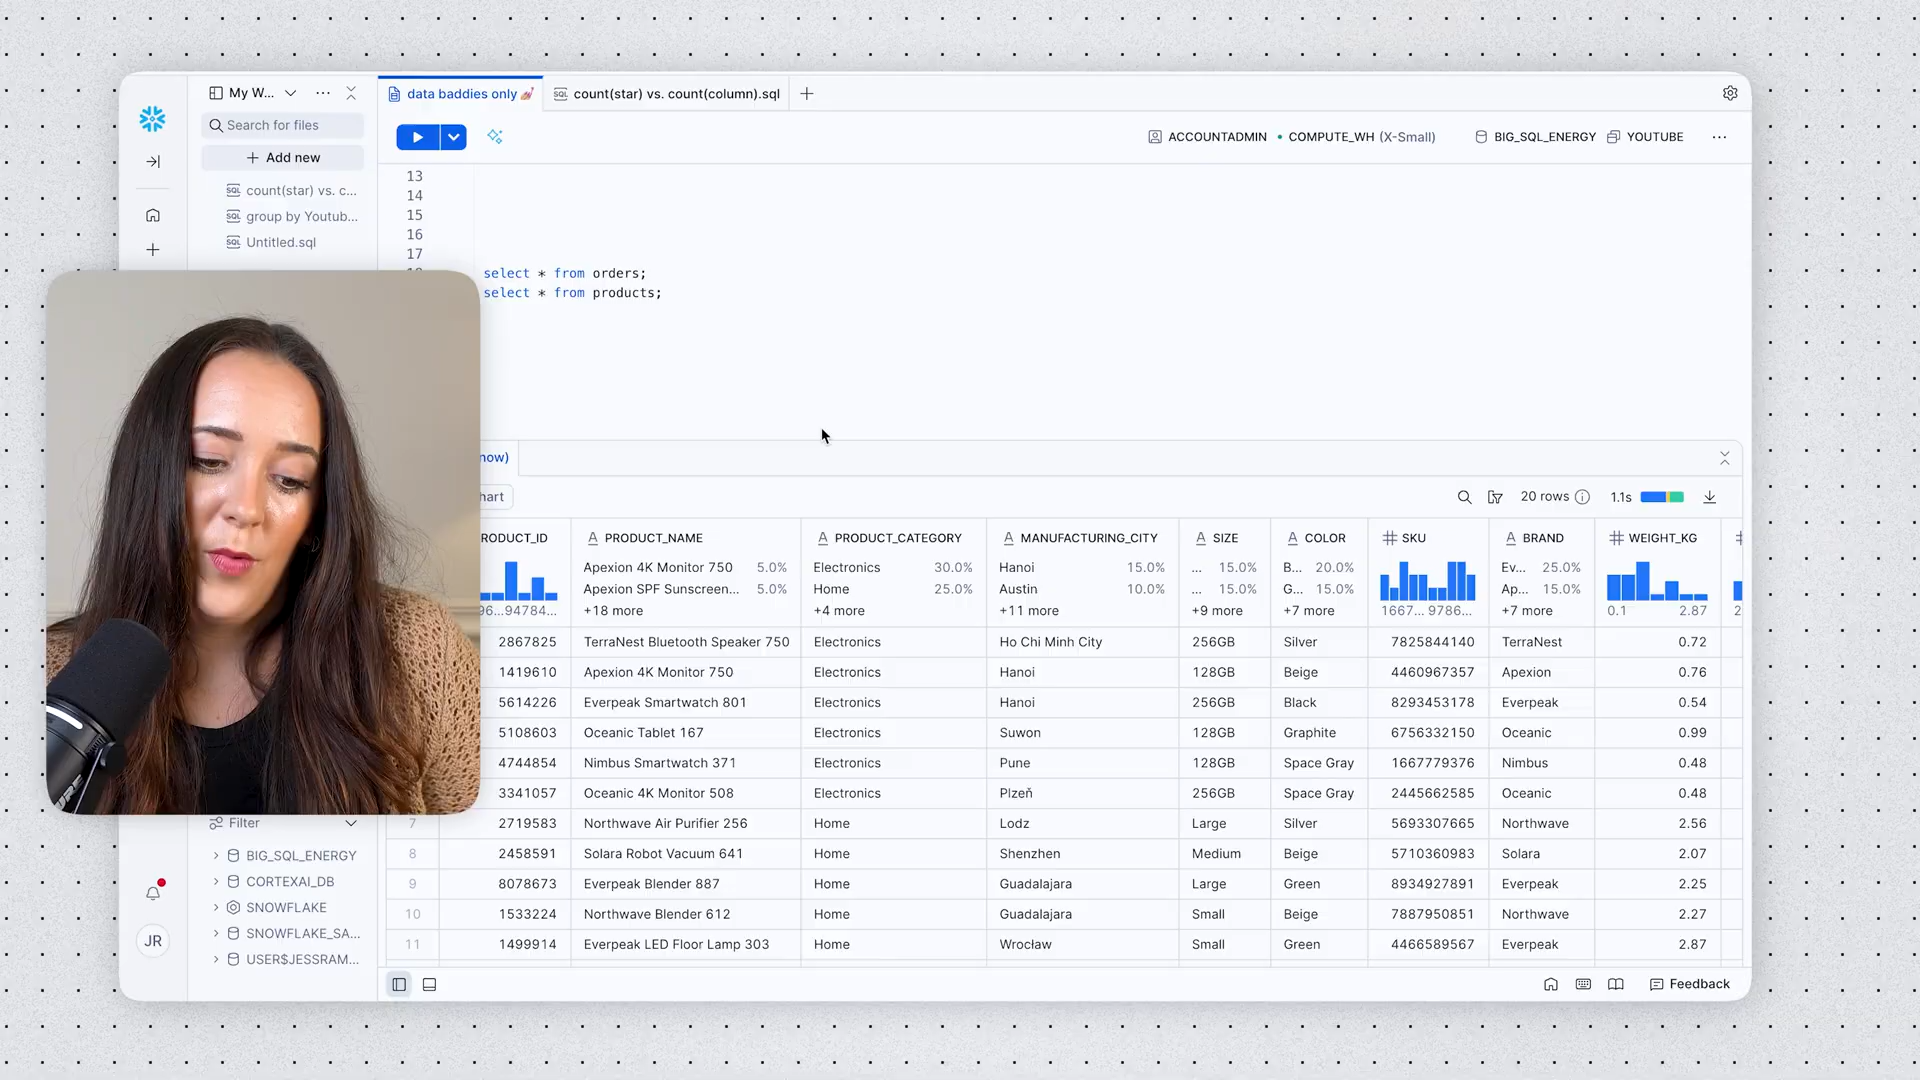 My W...
data baddies only 💅
count(star) vs. count(column).sql
Search for files
Add new
ACCOUNTADMIN
COMPUTE_WH (X-Small)
BIG_SQL_ENERGY
YOUTUBE
count(star) vs. c...
group by Youtub...
Untitled.sql
13
14
15
16
17
select * from orders;
select * from products;
now)
hart
20 rows
1.1s
RODUCT_ID
PRODUCT_NAME
PRODUCT_CATEGORY
MANUFACTURING_CITY
SIZE
COLOR
SKU
BRAND
WEIGHT_KG
Apexion 4K Monitor 750 5.0%
Electronics 30.0%
Hanoi 15.0%
... 15.0%
B... 20.0%
Ev... 25.0%
Apexion SPF Sunscreen... 5.0%
Home 25.0%
Austin 10.0%
... 15.0%
G... 15.0%
Ap... 15.0%
96...94784...
+18 more
+4 more
+11 more
+9 more
+7 more
1667... 9786...
+7 more
0.1 2.87
2
2867825 TerraNest Bluetooth Speaker 750 Electronics Ho Chi Minh City 256GB Silver 7825844140 TerraNest 0.72
1419610 Apexion 4K Monitor 750 Electronics Hanoi 128GB Beige 4460967357 Apexion 0.76
5614226 Everpeak Smartwatch 801 Electronics Hanoi 256GB Black 8293453178 Everpeak 0.54
5108603 Oceanic Tablet 167 Electronics Suwon 128GB Graphite 6756332150 Oceanic 0.99
4744854 Nimbus Smartwatch 371 Electronics Pune 128GB Space Gray 1667779376 Nimbus 0.48
3341057 Oceanic 4K Monitor 508 Electronics Plzeň 256GB Space Gray 2445662585 Oceanic 0.48
7 2719583 Northwave Air Purifier 256 Home Lodz Large Silver 5693307665 Northwave 2.56
8 2458591 Solara Robot Vacuum 641 Home Shenzhen Medium Beige 5710360983 Solara 2.07
9 8078673 Everpeak Blender 887 Home Guadalajara Large Green 8934927891 Everpeak 2.25
10 1533224 Northwave Blender 612 Home Guadalajara Small Beige 7887950851 Northwave 2.27
11 1499914 Everpeak LED Floor Lamp 303 Home Wrocław Small Green 4466589567 Everpeak 2.87
Filter
BIG_SQL_ENERGY
CORTEXAI_DB
SNOWFLAKE
SNOWFLAKE_SA...
USER$JESSRAM...
JR
Feedback